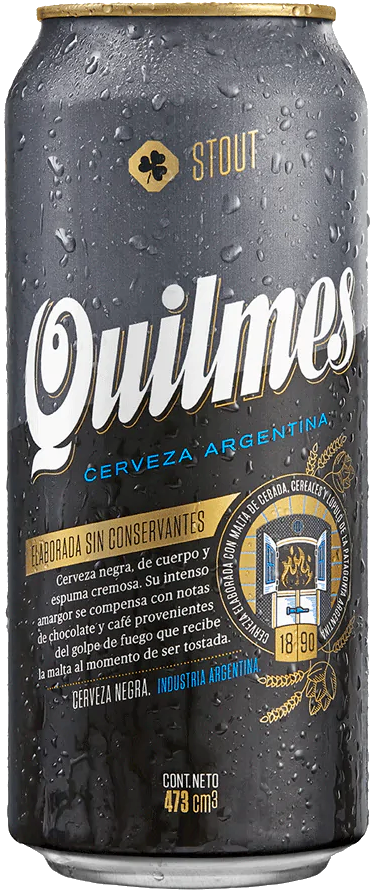 STOUT
Quilmes
CERVEZA ARGENTINA
ELABORADA SIN CONSERVANTES
Cerveza negra, de cuerpo y
espuma cremosa. Su intenso
amargor se compensa con notas
de chocolate y café provenientes
del golpe de fuego que recibe
la malta al momento de ser tostada.
CERVEZA NEGRA. INDUSTRIA ARGENTINA.
CERVEZA ELABORADA CON MALTA DE CEBADA, CEREALES Y LÚPULO DE LA PATAGONIA ARGENTINA
18 90
CONT.NETO
473 cm³